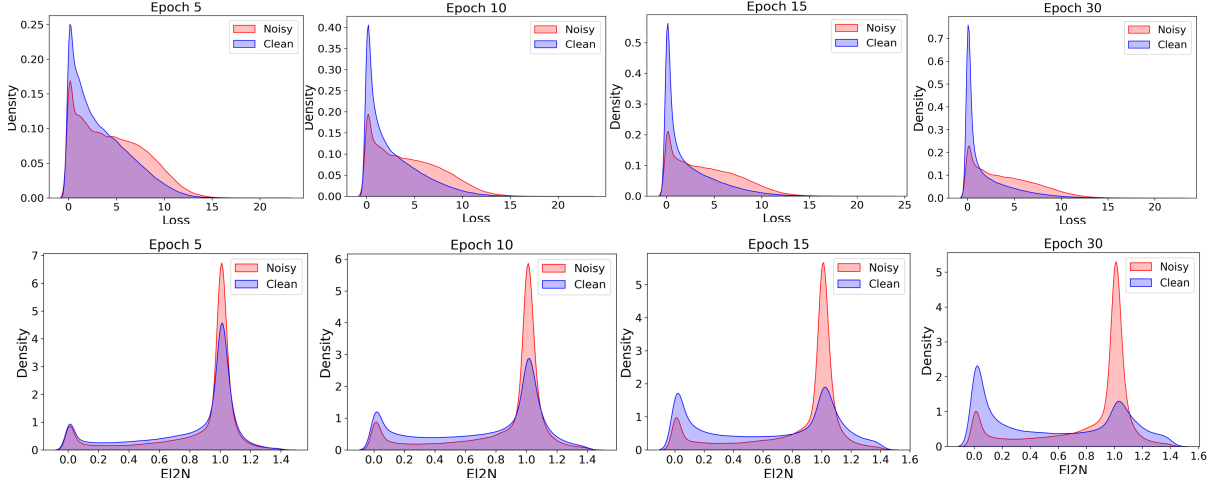 Epoch 5
0.25
0.20
0.15
0.10
0.05
0.00
Density
0
5
10
15
20
Loss
Noisy
Clean
Epoch 10
0.40
0.35
0.30
0.25
0.20
0.15
0.10
0.05
0.00
Density
0
5
10
15
20
Loss
Noisy
Clean
Epoch 15
0.5
0.4
0.3
0.2
0.1
0.0
Density
0
5
10
15
20
25
Loss
Noisy
Clean
Epoch 30
0.7
0.6
0.5
0.4
0.3
0.2
0.1
0.0
Density
0
5
10
15
20
Loss
Noisy
Clean
Epoch 5
7
6
5
4
3
2
1
0
Density
0.0 0.2 0.4 0.6 0.8 1.0 1.2 1.4
El2N
Noisy
Clean
Epoch 10
6
5
4
3
2
1
0
Density
0.0 0.2 0.4 0.6 0.8 1.0 1.2 1.4
El2N
Noisy
Clean
Epoch 15
5
4
3
2
1
0
Density
0.0 0.2 0.4 0.6 0.8 1.0 1.2 1.4 1.6
El2N
Noisy
Clean
Epoch 30
5
4
3
2
1
0
Density
0.0 0.2 0.4 0.6 0.8 1.0 1.2 1.4 1.6
El2N
Noisy
Clean